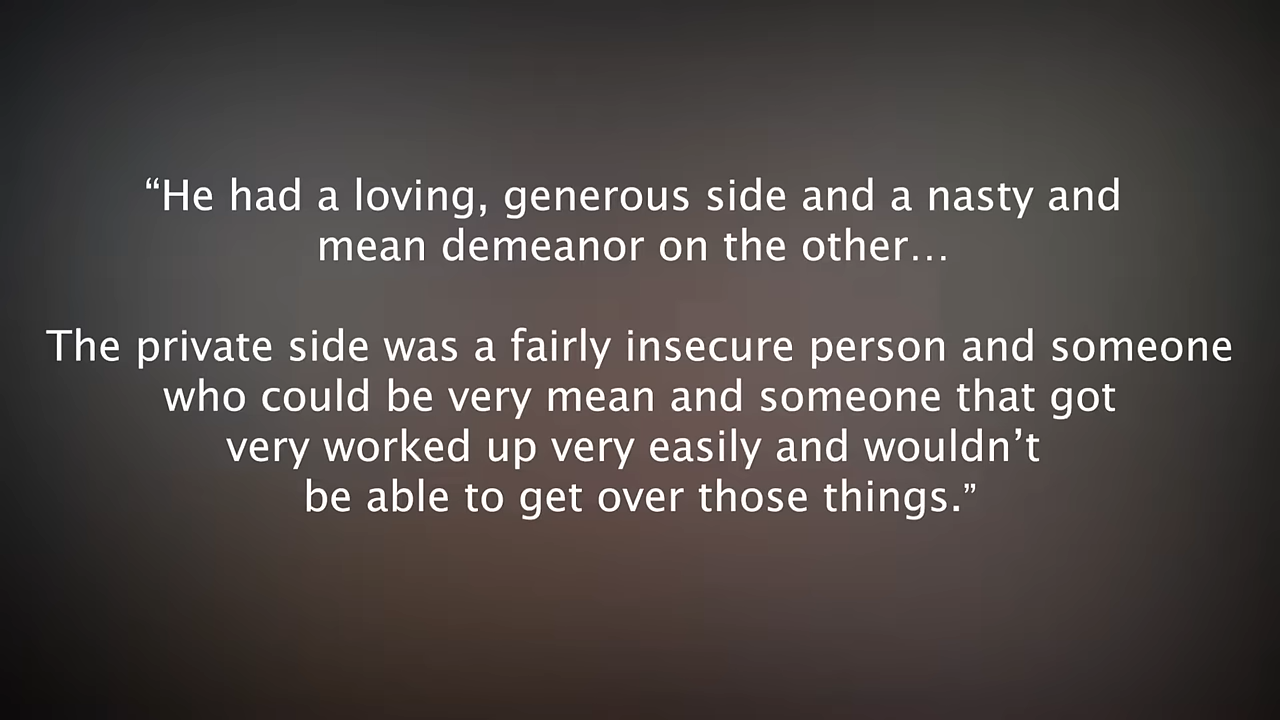 “He had a loving, generous side and a nasty and
mean demeanor on the other…
The private side was a fairly insecure person and someone
who could be very mean and someone that got
very worked up very easily and wouldn’t
be able to get over those things.”